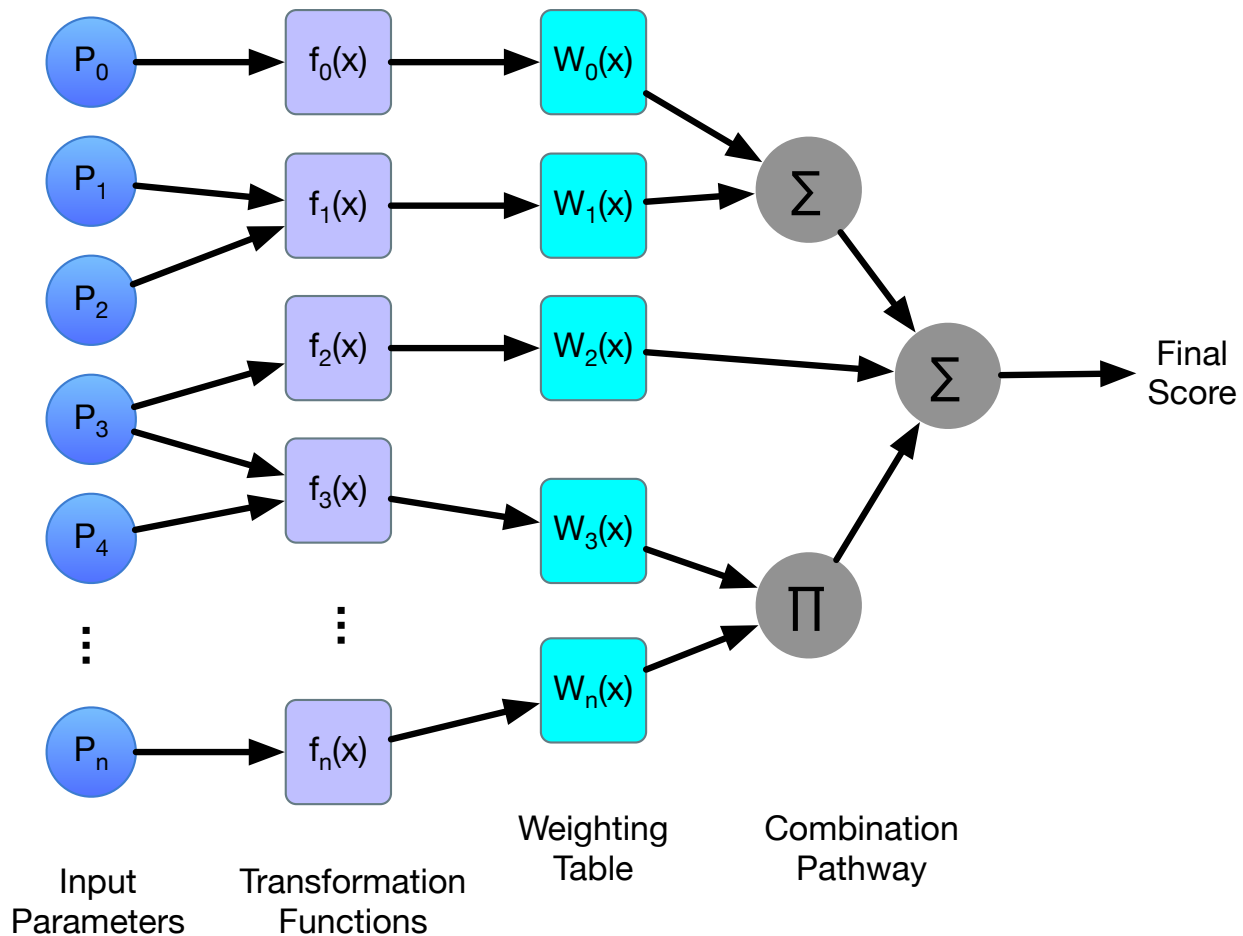 P₀
f₀(x)
W₀(x)
P₁
f₁(x)
W₁(x)
∑
P₂
P₃
f₂(x)
W₂(x)
∑
Final
Score
P₄
f₃(x)
W₃(x)
∏
⋮
⋮
Pₙ
fₙ(x)
Wₙ(x)
Input
Parameters
Transformation
Functions
Weighting
Table
Combination
Pathway